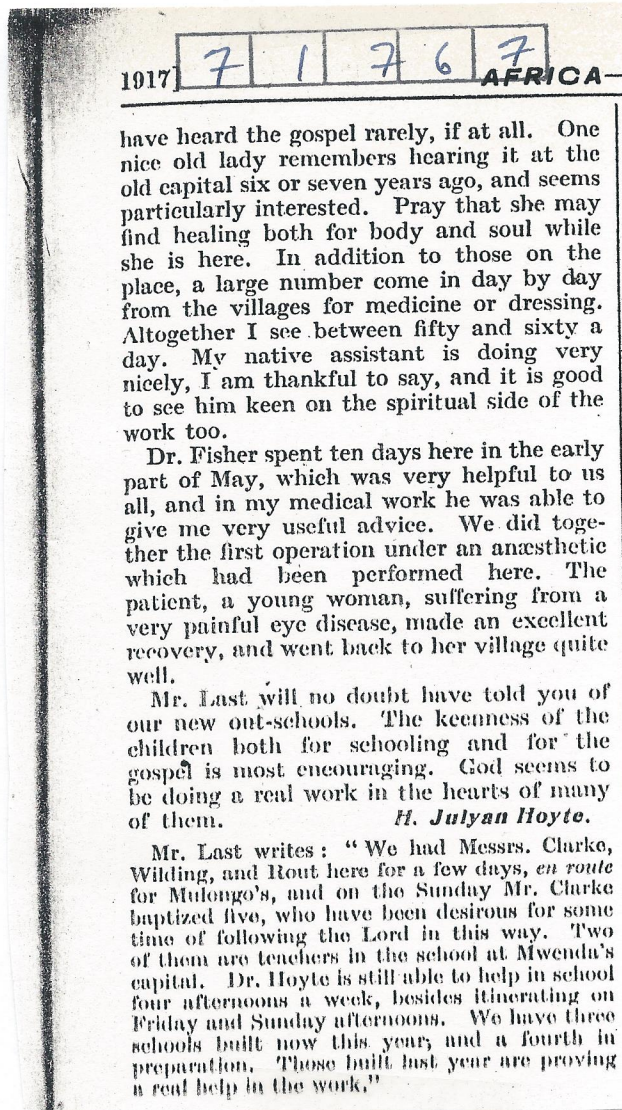 1917] 7 1 7 6 7
AFRICA—
have heard the gospel rarely, if at all. One
nice old lady remembers hearing it at the
old capital six or seven years ago, and seems
particularly interested. Pray that she may
find healing both for body and soul while
she is here. In addition to those on the
place, a large number come in day by day
from the villages for medicine or dressing.
Altogether I see between fifty and sixty a
day. My native assistant is doing very
nicely, I am thankful to say, and it is good
to see him keen on the spiritual side of the
work too.
Dr. Fisher spent ten days here in the early
part of May, which was very helpful to us
all, and in my medical work he was able to
give me very useful advice. We did toge-
ther the first operation under an anæsthetic
which had been performed here. The
patient, a young woman, suffering from a
very painful eye disease, made an excellent
recovery, and went back to her village quite
well.
Mr. Last will no doubt have told you of
our new out-schools. The keenness of the
children both for schooling and for the
gospel is most encouraging. God seems to
be doing a real work in the hearts of many
of them. H. Julyan Hoyte.
Mr. Last writes: "We had Messrs. Clarke,
Wilding, and Rout here for a few days, en route
for Mulongo's, and on the Sunday Mr. Clarke
baptized five, who have been desirous for some
time of following the Lord in this way. Two
of them are teachers in the school at Mwenda's
capital. Dr. Hoyte is still able to help in school
four afternoons a week, besides itinerating on
Friday and Sunday afternoons. We have three
schools built now this year, and a fourth in
preparation. Those built last year are proving
a real help in the work."